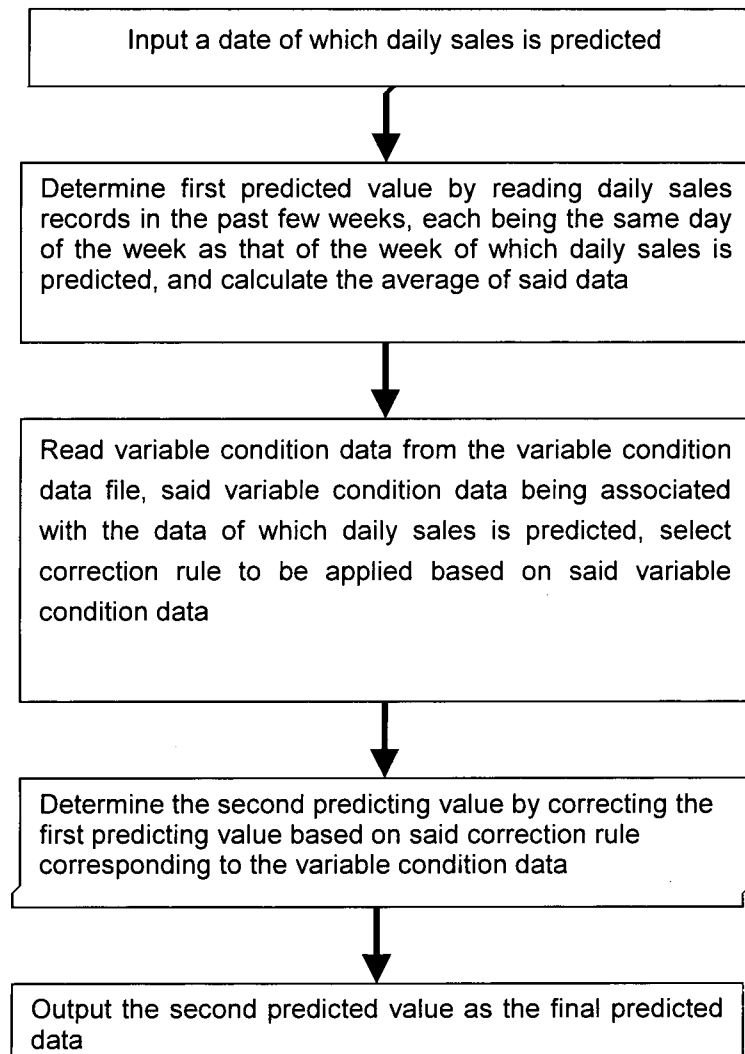 Input a date of which daily sales is predicted
Determine first predicted value by reading daily sales
records in the past few weeks, each being the same day
of the week as that of the week of which daily sales is
predicted, and calculate the average of said data
Read variable condition data from the variable condition
data file, said variable condition data being associated
with the data of which daily sales is predicted, select
correction rule to be applied based on said variable
condition data
Determine the second predicting value by correcting the
first predicting value based on said correction rule
corresponding to the variable condition data
Output the second predicted value as the final predicted
data